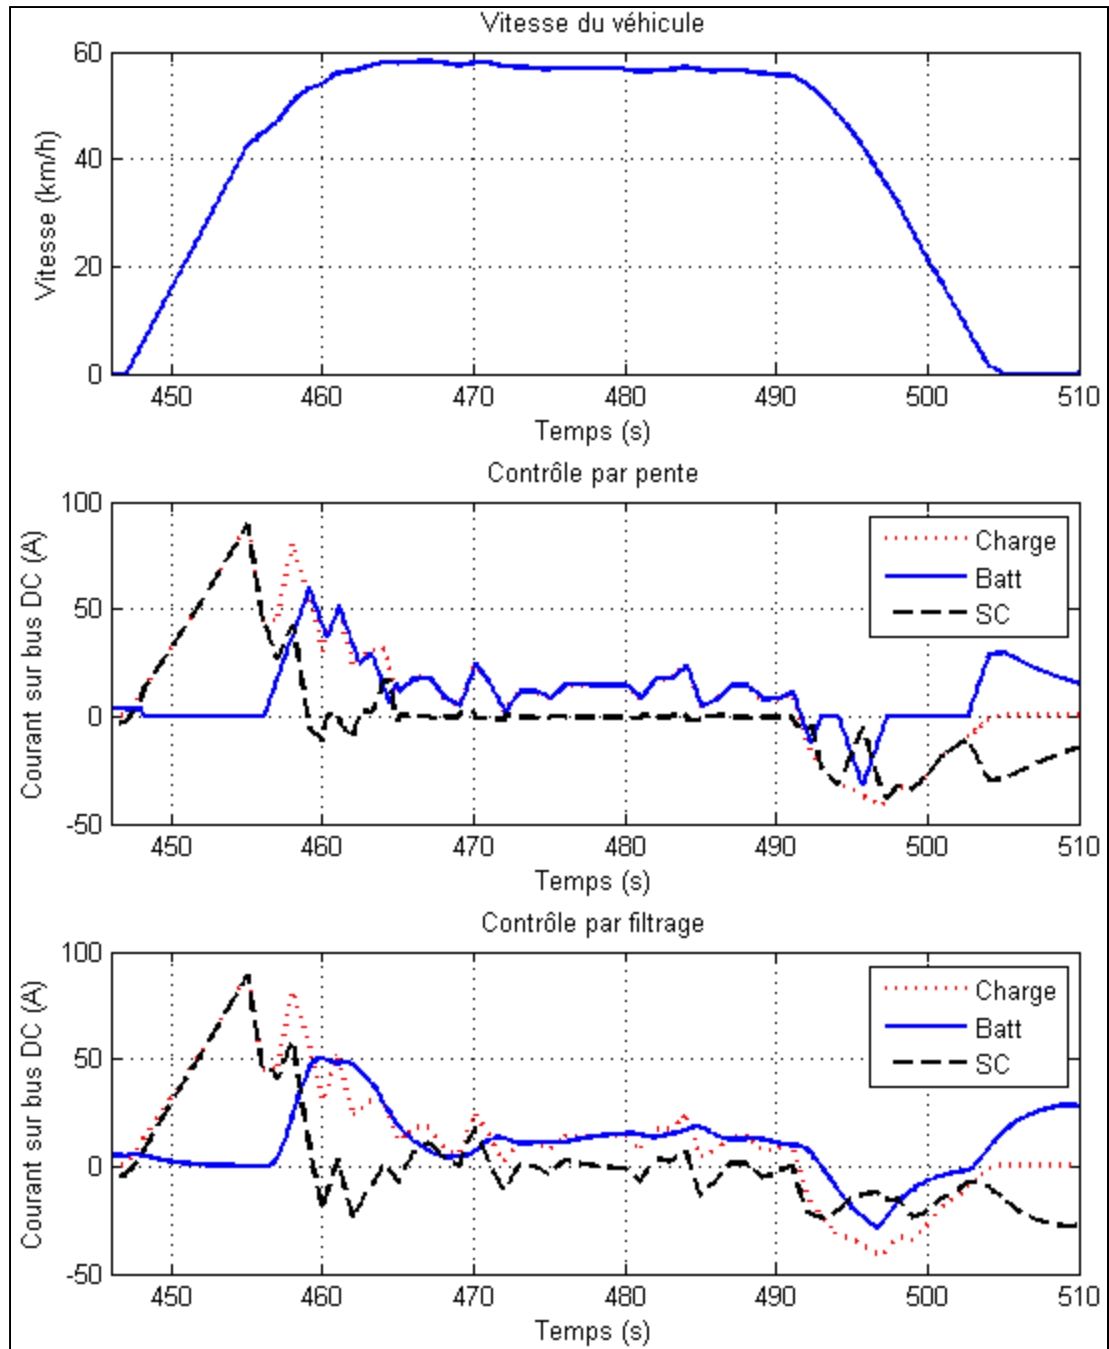 Vitesse du véhicule
60
40
20
0
Vitesse (km/h)
450 460 470 480 490 500 510
Temps (s)
Contrôle par pente
100
50
0
-50
Courant sur bus DC (A)
Charge
Batt
SC
450 460 470 480 490 500 510
Temps (s)
Contrôle par filtrage
100
50
0
-50
Courant sur bus DC (A)
Charge
Batt
SC
450 460 470 480 490 500 510
Temps (s)